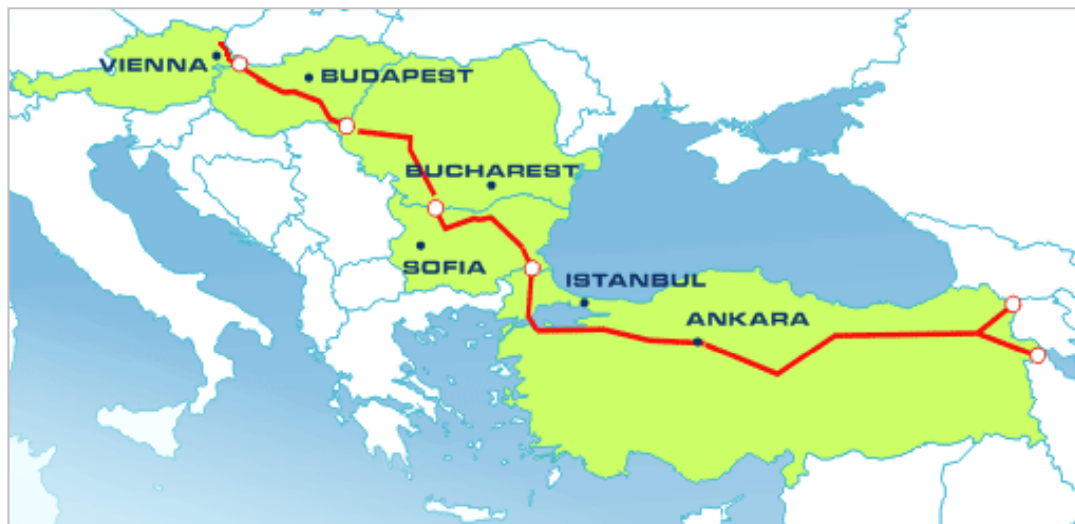 VIENNA
BUDAPEST
BUCHAREST
SOFIA
ISTANBUL
ANKARA